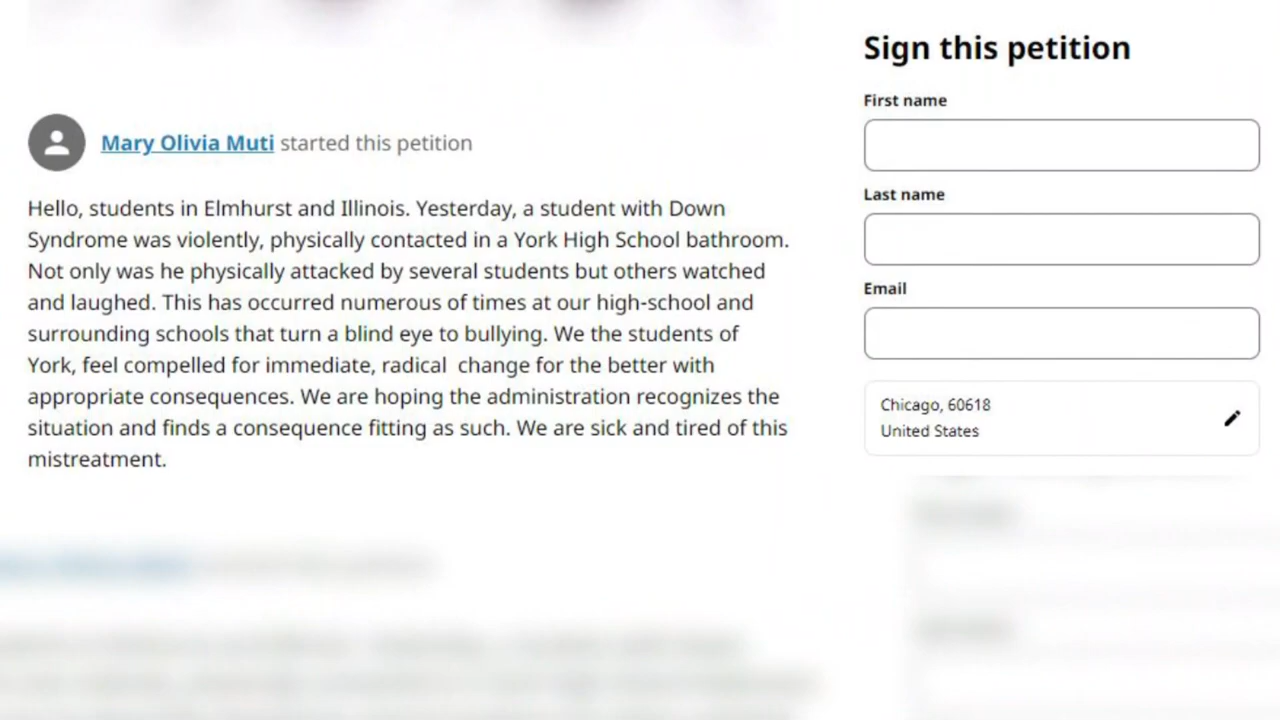 Mary Olivia Muti started this petition
Hello, students in Elmhurst and Illinois. Yesterday, a student with Down
Syndrome was violently, physically contacted in a York High School bathroom.
Not only was he physically attacked by several students but others watched
and laughed. This has occurred numerous of times at our high-school and
surrounding schools that turn a blind eye to bullying. We the students of
York, feel compelled for immediate, radical  change for the better with
appropriate consequences. We are hoping the administration recognizes the
situation and finds a consequence fitting as such. We are sick and tired of this
mistreatment.
Sign this petition
First name
Last name
Email
Chicago, 60618
United States